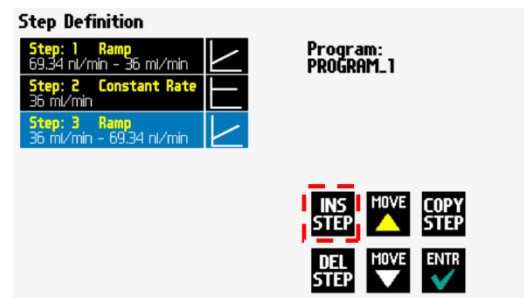 Step Definition
Step: 1 Ramp
69.34 nl/min - 36 ml/min
Step: 2 Constant Rate
36 ml/min
Step: 3 Ramp
36 ml/min - 69.34 nl/min
Program:
PROGRAM_1
INS
STEP
MOVE
COPY
STEP
DEL
STEP
MOVE
ENTR